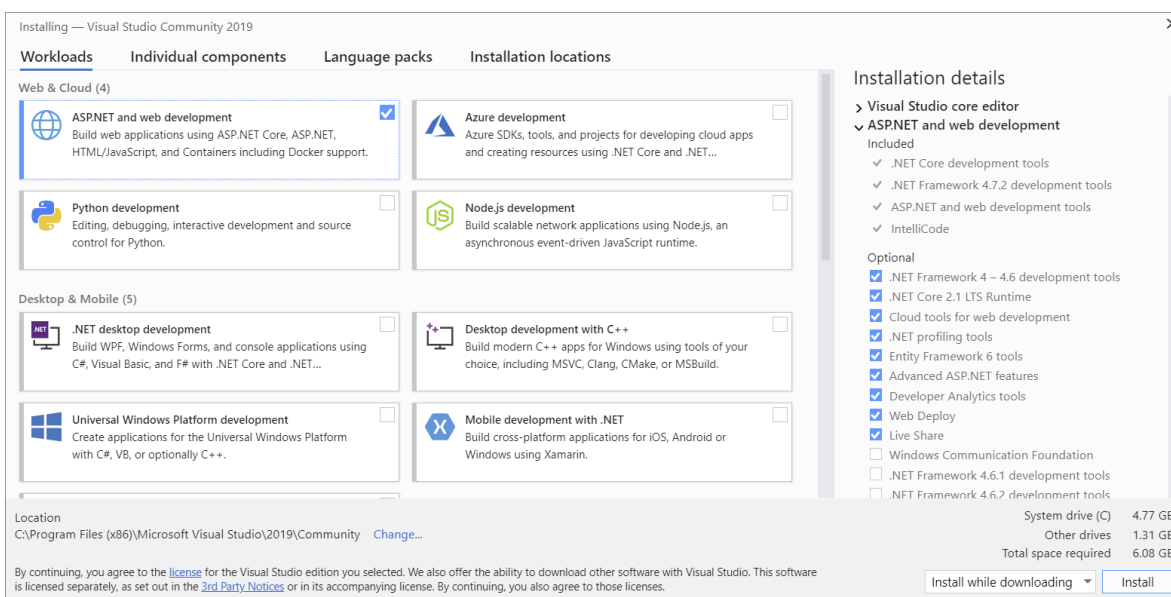 Installing — Visual Studio Community 2019
Workloads
Individual components
Language packs
Installation locations
Web & Cloud (4)
ASP.NET and web development
Build web applications using ASP.NET Core, ASP.NET,
HTML/JavaScript, and Containers including Docker support.
Azure development
Azure SDKs, tools, and projects for developing cloud apps
and creating resources using .NET Core and .NET...
Python development
Editing, debugging, interactive development and source
control for Python.
JS
Node.js development
Build scalable network applications using Node.js, an
asynchronous event-driven JavaScript runtime.
Desktop & Mobile (5)
.NET
.NET desktop development
Build WPF, Windows Forms, and console applications using
C#, Visual Basic, and F# with .NET Core and .NET...
Desktop development with C++
Build modern C++ apps for Windows using tools of your
choice, including MSVC, Clang, CMake, or MSBuild.
Universal Windows Platform development
Create applications for the Universal Windows Platform
with C#, VB, or optionally C++.
Mobile development with .NET
Build cross-platform applications for iOS, Android or
Windows using Xamarin.
Installation details
Visual Studio core editor
ASP.NET and web development
Included
.NET Core development tools
.NET Framework 4.7.2 development tools
ASP.NET and web development tools
IntelliCode
Optional
.NET Framework 4 – 4.6 development tools
.NET Core 2.1 LTS Runtime
Cloud tools for web development
.NET profiling tools
Entity Framework 6 tools
Advanced ASP.NET features
Developer Analytics tools
Web Deploy
Live Share
Windows Communication Foundation
.NET Framework 4.6.1 development tools
.NET Framework 4.6.2 development tools
Location
C:\Program Files (x86)\Microsoft Visual Studio\2019\Community Change...
System drive (C) 4.77 GB
Other drives 1.31 GB
Total space required 6.08 GB
By continuing, you agree to the license for the Visual Studio edition you selected. We also offer the ability to download other software with Visual Studio. This software
is licensed separately, as set out in the 3rd Party Notices or in its accompanying license. By continuing, you also agree to those licenses.
Install while downloading
Install